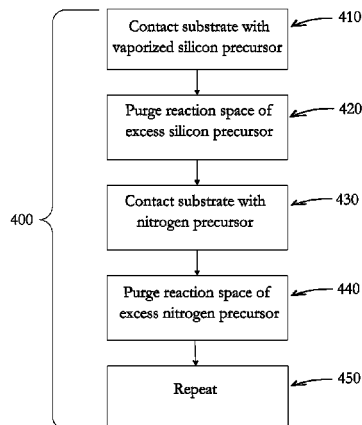 Contact substrate with
vaporized silicon precursor
410
Purge reaction space of
excess silicon precursor
420
Contact substrate with
nitrogen precursor
430
400
Purge reaction space of
excess nitrogen precursor
440
Repeat
450